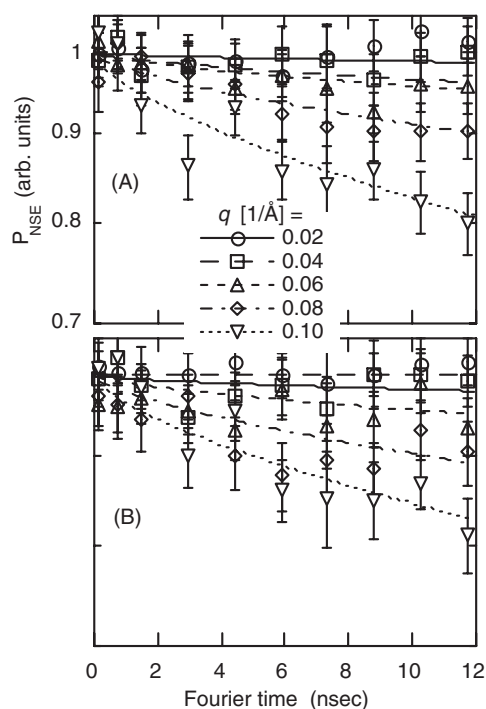 1
0.9
0.8
0.7
P_NSE (arb. units)
(A)
q [1/Å] =
0.02
0.04
0.06
0.08
0.10
(B)
0 2 4 6 8 10 12
Fourier time (nsec)